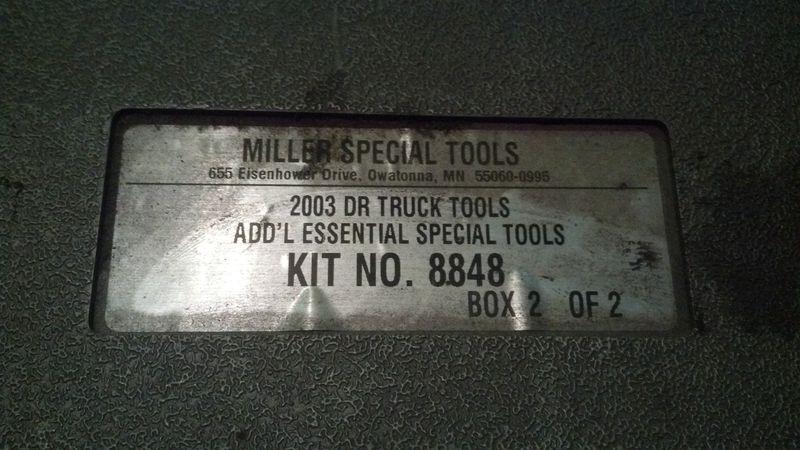 MILLER SPECIAL TOOLS
655 Eisenhower Drive, Owatonna, MN 55060-0995
2003 DR TRUCK TOOLS
ADD'L ESSENTIAL SPECIAL TOOLS
KIT NO. 8848
BOX 2 OF 2